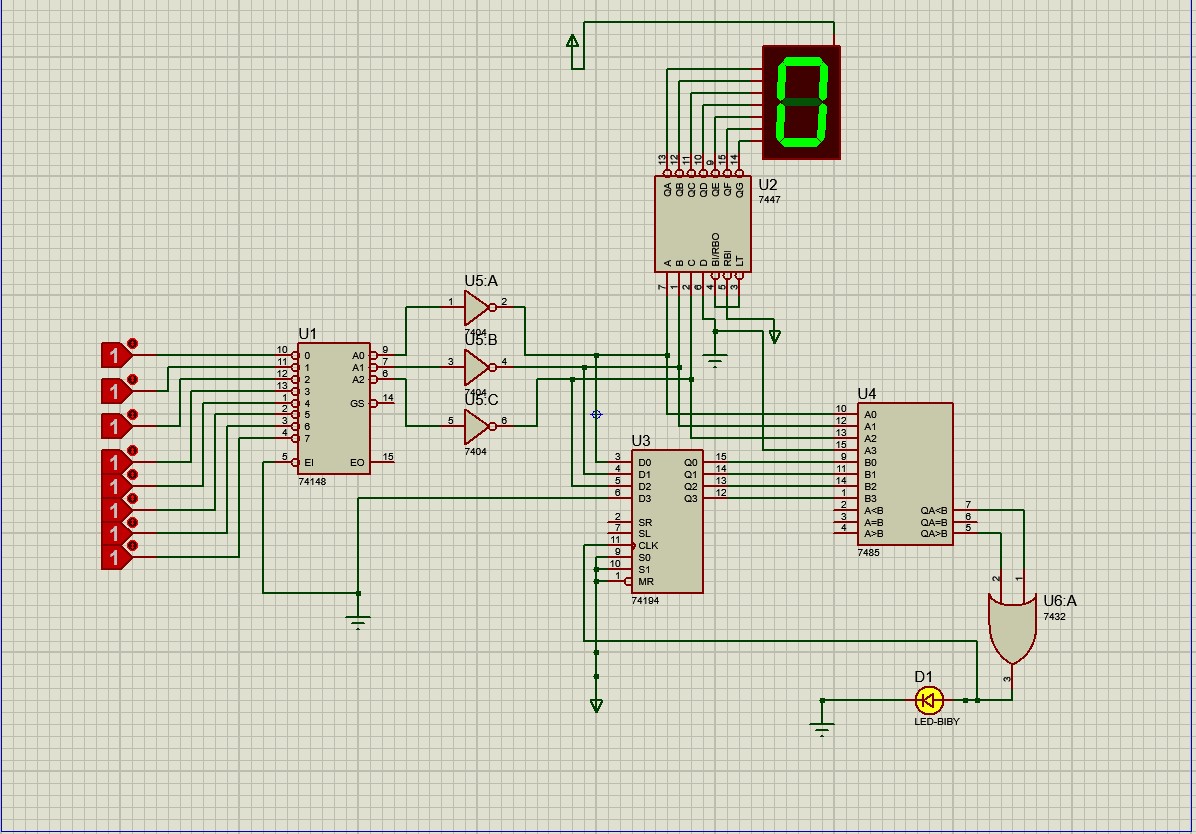 0
13 12 11 10 9 15 14
QA QB QC QD QE QF QG
U2
7447
A B C D BI/RBO RBI LT
7 1 2 6 4 5 3
U5:A
1 2
7404
U5:B
3 4
7404
U5:C
5 6
7404
U1
1 10 0 A0 9
11 1 A1 7
1 12 2 A2 6
13 3
1 1 4 GS 14
2 5
3 6
1 4 7
1 5 EI EO 15
74148
1
1
1
U3
3 D0 Q0 15
4 D1 Q1 14
5 D2 Q2 13
6 D3 Q3 12
2 SR
7 SL
11 CLK
9 S0
10 S1
1 MR
74194
U4
10 A0
12 A1
13 A2
15 A3
9 B0
11 B1
14 B2
1 B3
2 A<B QA<B 7
3 A=B QA=B 6
4 A>B QA>B 5
7485
2 1
U6:A
7432
3
D1
LED-BIBY